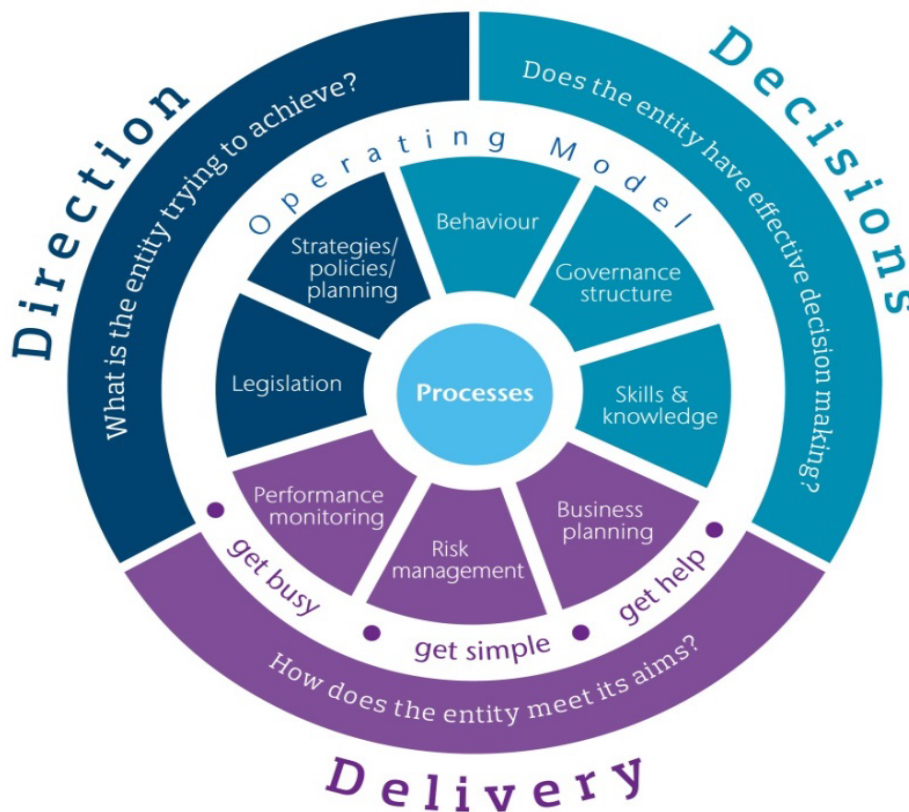 Direction
What is the entity trying to achieve?
Decisions
Does the entity have effective decision making?
Operating Model
Strategies/
policies/
planning
Legislation
Behaviour
Governance
structure
Skills &
knowledge
Processes
Performance
monitoring
Risk
management
Business
planning
• get busy
• get simple
• get help •
How does the entity meet its aims?
Delivery